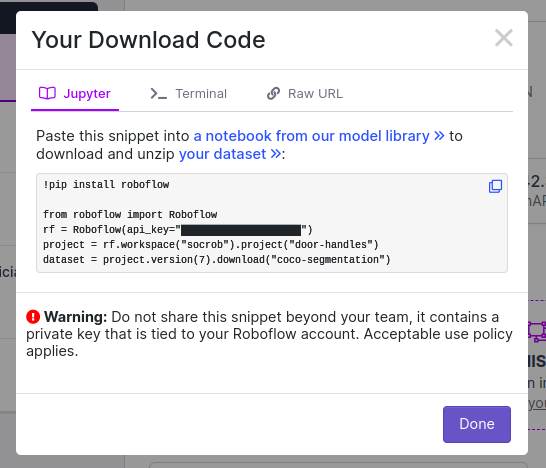 Your Download Code
Jupyter
Terminal
Raw URL
Paste this snippet into a notebook from our model library » to
download and unzip your dataset »:
!pip install roboflow
from roboflow import Roboflow
rf = Roboflow(api_key="")
project = rf.workspace("socrob").project("door-handles")
dataset = project.version(7).download("coco-segmentation")
Warning: Do not share this snippet beyond your team, it contains a
private key that is tied to your Roboflow account. Acceptable use policy
applies.
Done